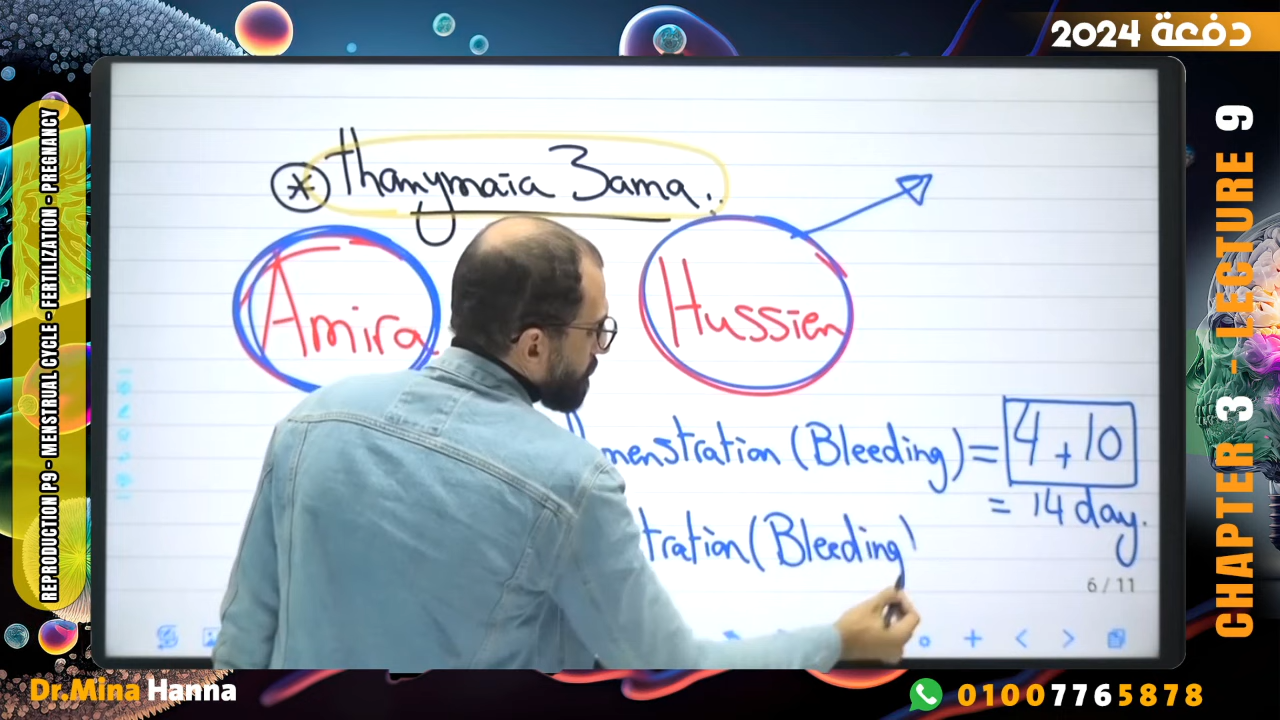 دفعة 2024
REPRODUCTION P9 - MENSTRUAL CYCLE - FERTILIZATION - PREGNANCY
CHAPTER 3 - LECTURE 9
* thanymaia 3ama.
Amira
Hussien
menstration (Bleeding) = 4 + 10
= 14 day.
tration (Bleeding)
6 / 11
Dr.Mina Hanna
01007765878